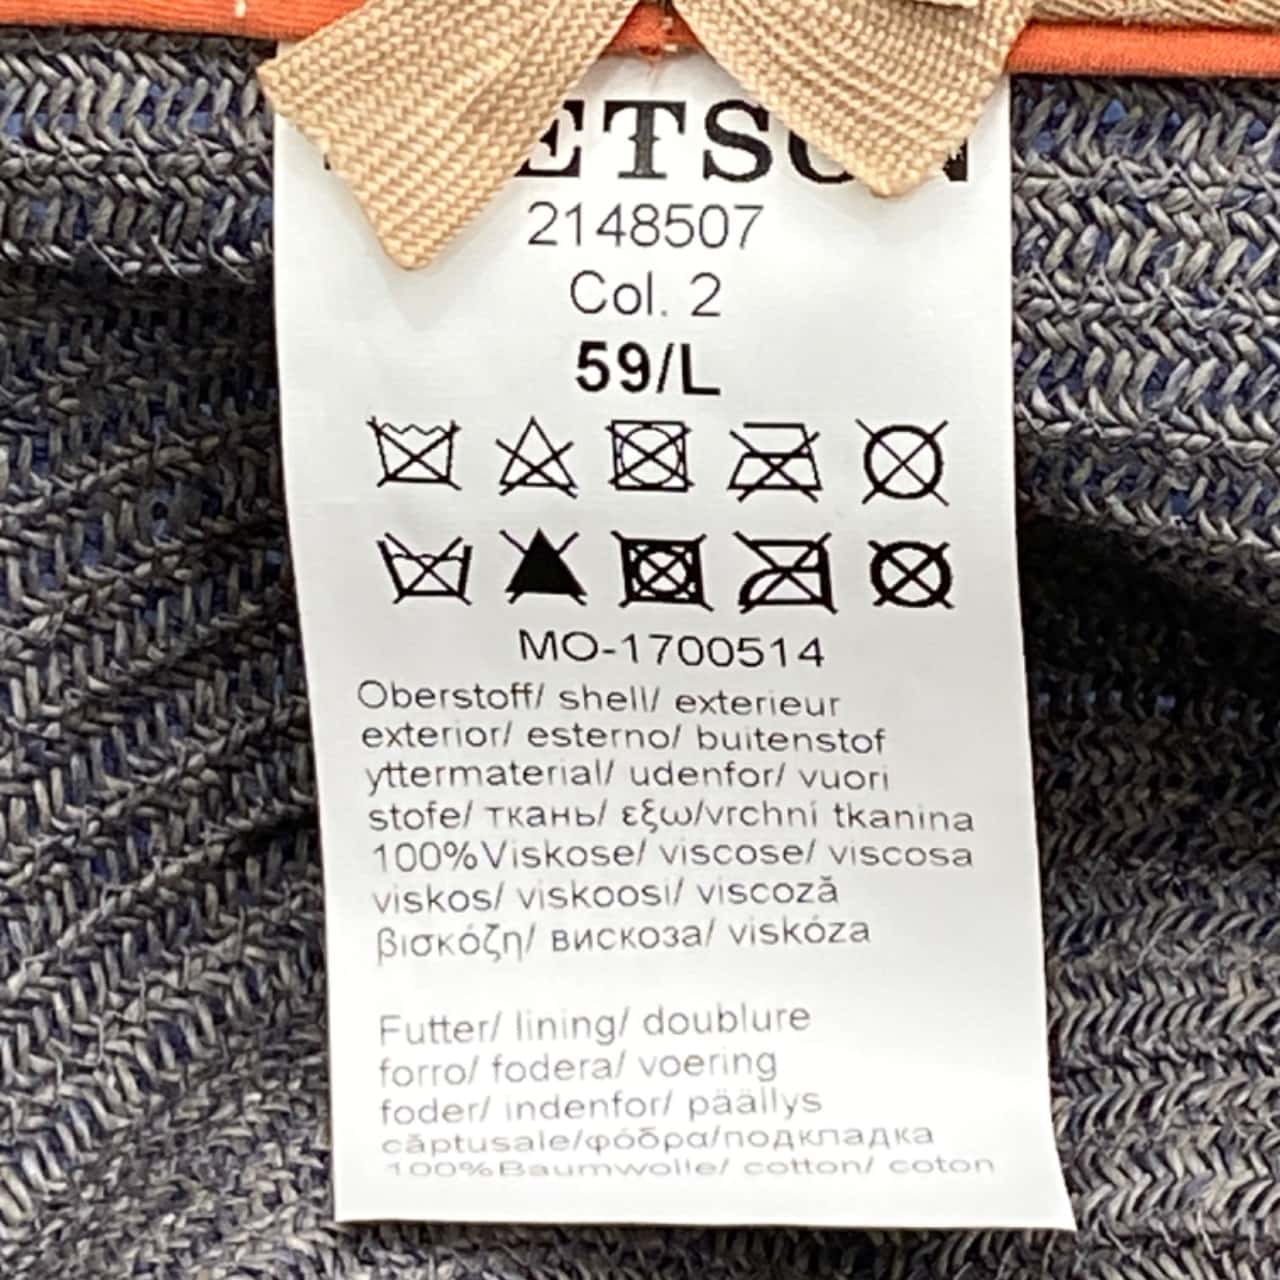 STETSON
2148507
Col. 2
59/L
MO-1700514
Oberstoff/ shell/ exterieur
exterior/ esterno/ buitenstof
yttermaterial/ udenfor/ vuori
stofe/ ткань/ εξω/vrchní tkanina
100%Viskose/ viscose/ viscosa
viskos/ viskoosi/ viscoză
βισκόζη/ вискоза/ viskóza
Futter/ lining/ doublure
forro/ fodera/ voering
foder/ indenfor/ päällys
căptusale/φόδρα/подкладка
100%Baumwolle/ cotton/ coton